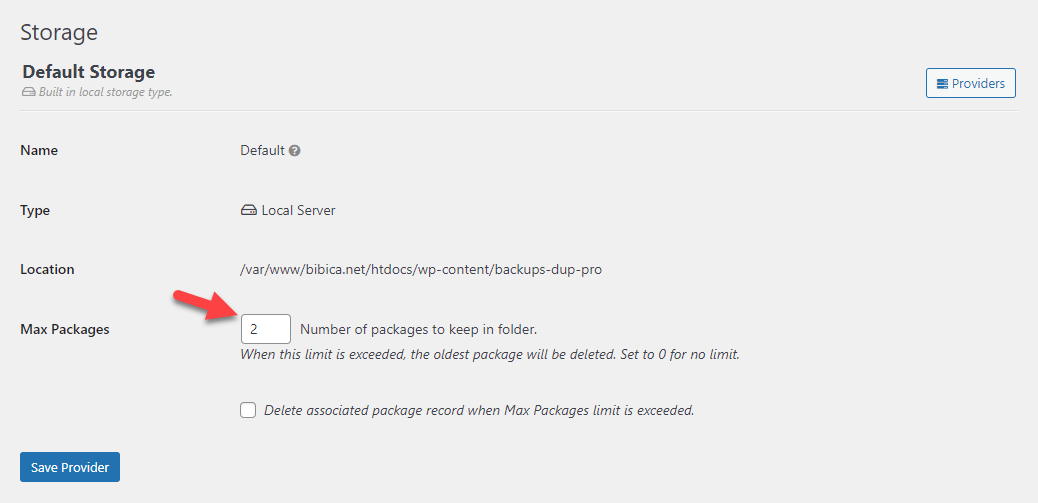 Storage
Default Storage
Built in local storage type.
Providers
Name Default
Type Local Server
Location /var/www/bibica.net/htdocs/wp-content/backups-dup-pro
Max Packages 2 Number of packages to keep in folder.
When this limit is exceeded, the oldest package will be deleted. Set to 0 for no limit.
Delete associated package record when Max Packages limit is exceeded.
Save Provider